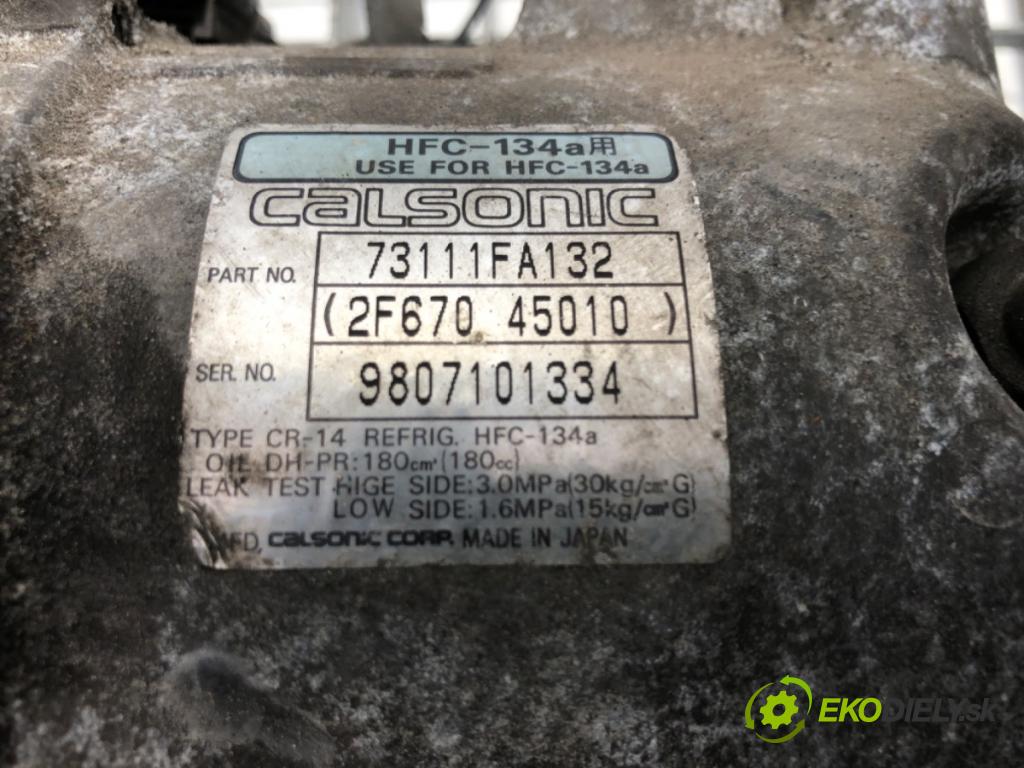 HFC-134a用
USE FOR HFC-134a
CALSONIC
PART NO. 73111FA132
(2F670 45010 )
SER. NO. 9807101334
TYPE CR-14 REFRIG. HFC-134a
OIL DH-PR:180cm³(180cc)
LEAK TEST HIGE SIDE:3.0MPa(30kg/cm²G)
LOW SIDE:1.6MPa(15kg/cm²G)
CALSONIC CORP. MADE IN JAPAN
EKODIELY.sk